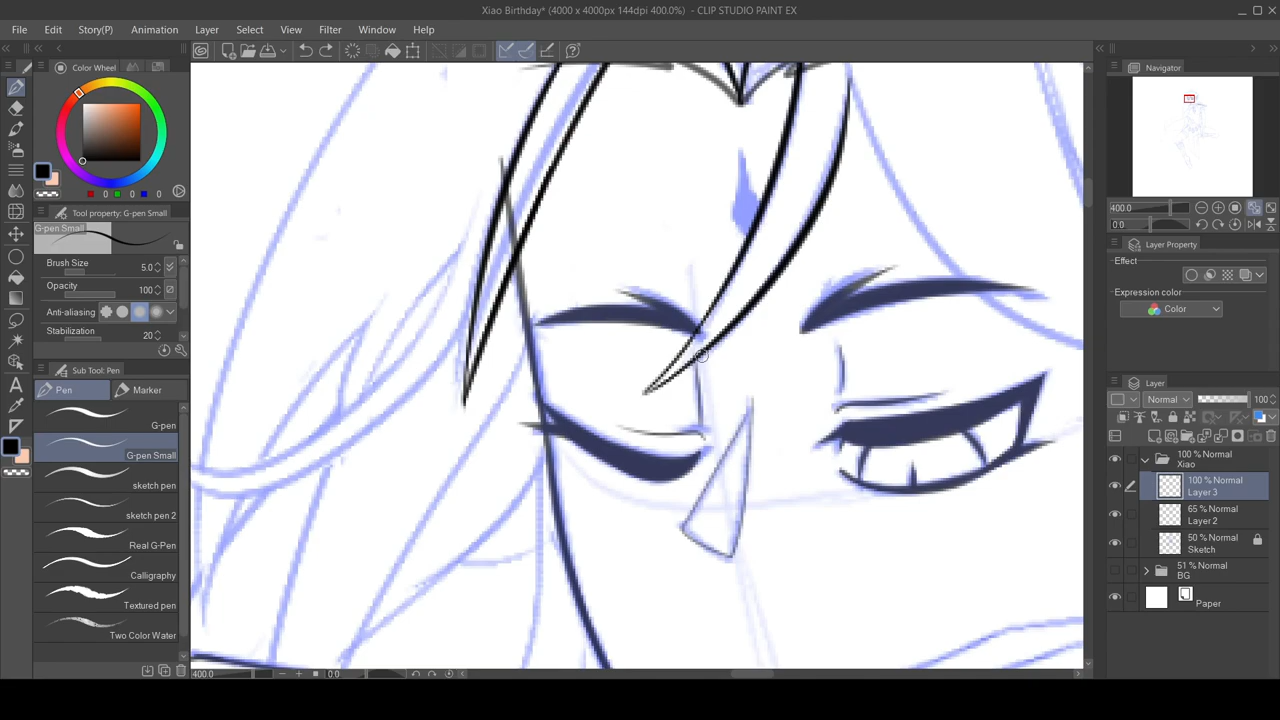 Xiao Birthday* (4000 x 4000px 144dpi 400.0%) - CLIP STUDIO PAINT EX
File Edit Story(P) Animation Layer Select View Filter Window Help
Color Wheel
0 0 0
Tool property: G-pen Small
G-pen Small
Brush Size 5.0
Opacity 100
Anti-aliasing
Stabilization 20
Sub Tool: Pen
Pen Marker
G-pen
G-pen Small
sketch pen
sketch pen 2
Real G-Pen
Calligraphy
Textured pen
Two Color Water
400.0 0.0
Navigator
400.0
0.0
Layer Property
Effect
Expression color
Color
Layer
Normal 100
100 % Normal
Xiao
100 % Normal
Layer 3
65 % Normal
Layer 2
50 % Normal
Sketch
51 % Normal
BG
Paper